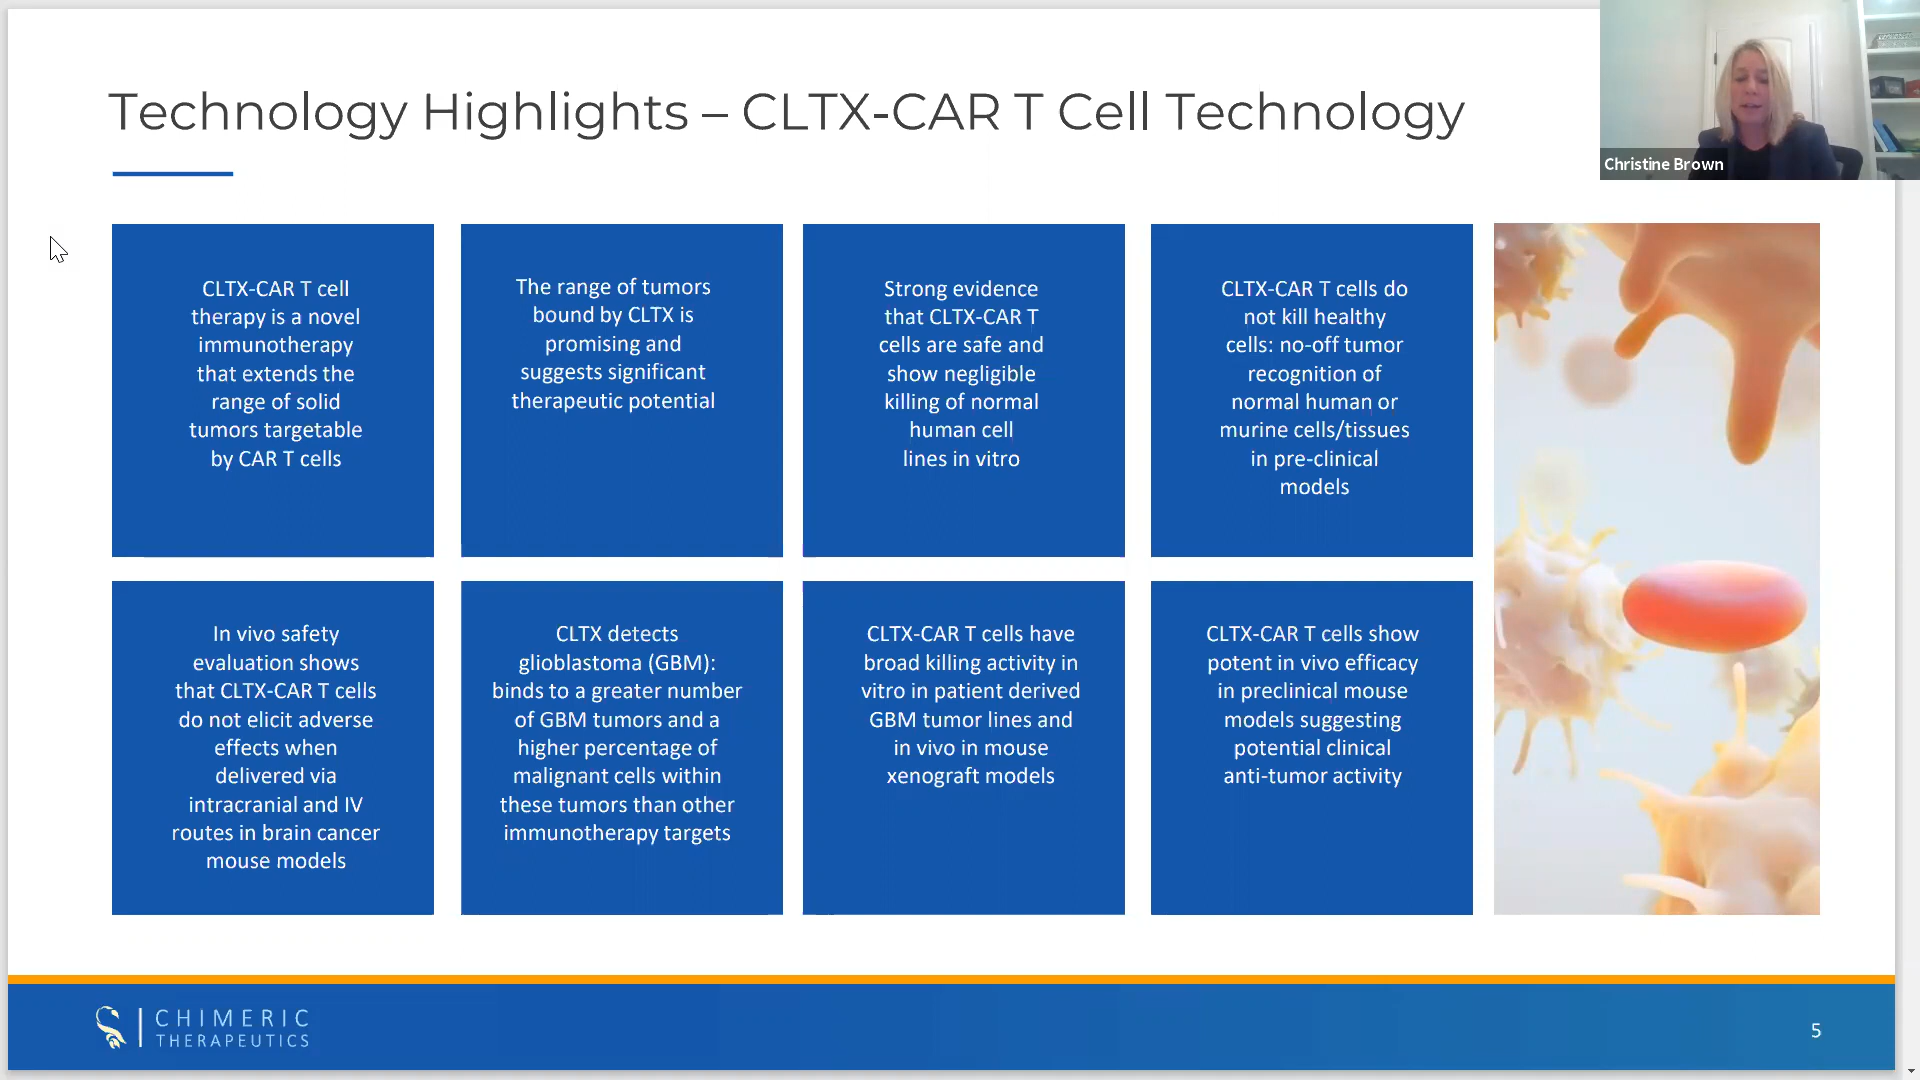 Technology Highlights – CLTX-CAR T Cell Technology
Christine Brown
CLTX-CAR T cell
therapy is a novel
immunotherapy
that extends the
range of solid
tumors targetable
by CAR T cells
The range of tumors
bound by CLTX is
promising and
suggests significant
therapeutic potential
Strong evidence
that CLTX-CAR T
cells are safe and
show negligible
killing of normal
human cell
lines in vitro
CLTX-CAR T cells do
not kill healthy
cells: no-off tumor
recognition of
normal human or
murine cells/tissues
in pre-clinical
models
In vivo safety
evaluation shows
that CLTX-CAR T cells
do not elicit adverse
effects when
delivered via
intracranial and IV
routes in brain cancer
mouse models
CLTX detects
glioblastoma (GBM):
binds to a greater number
of GBM tumors and a
higher percentage of
malignant cells within
these tumors than other
immunotherapy targets
CLTX-CAR T cells have
broad killing activity in
vitro in patient derived
GBM tumor lines and
in vivo in mouse
xenograft models
CLTX-CAR T cells show
potent in vivo efficacy
in preclinical mouse
models suggesting
potential clinical
anti-tumor activity
CHIMERIC
THERAPEUTICS
5